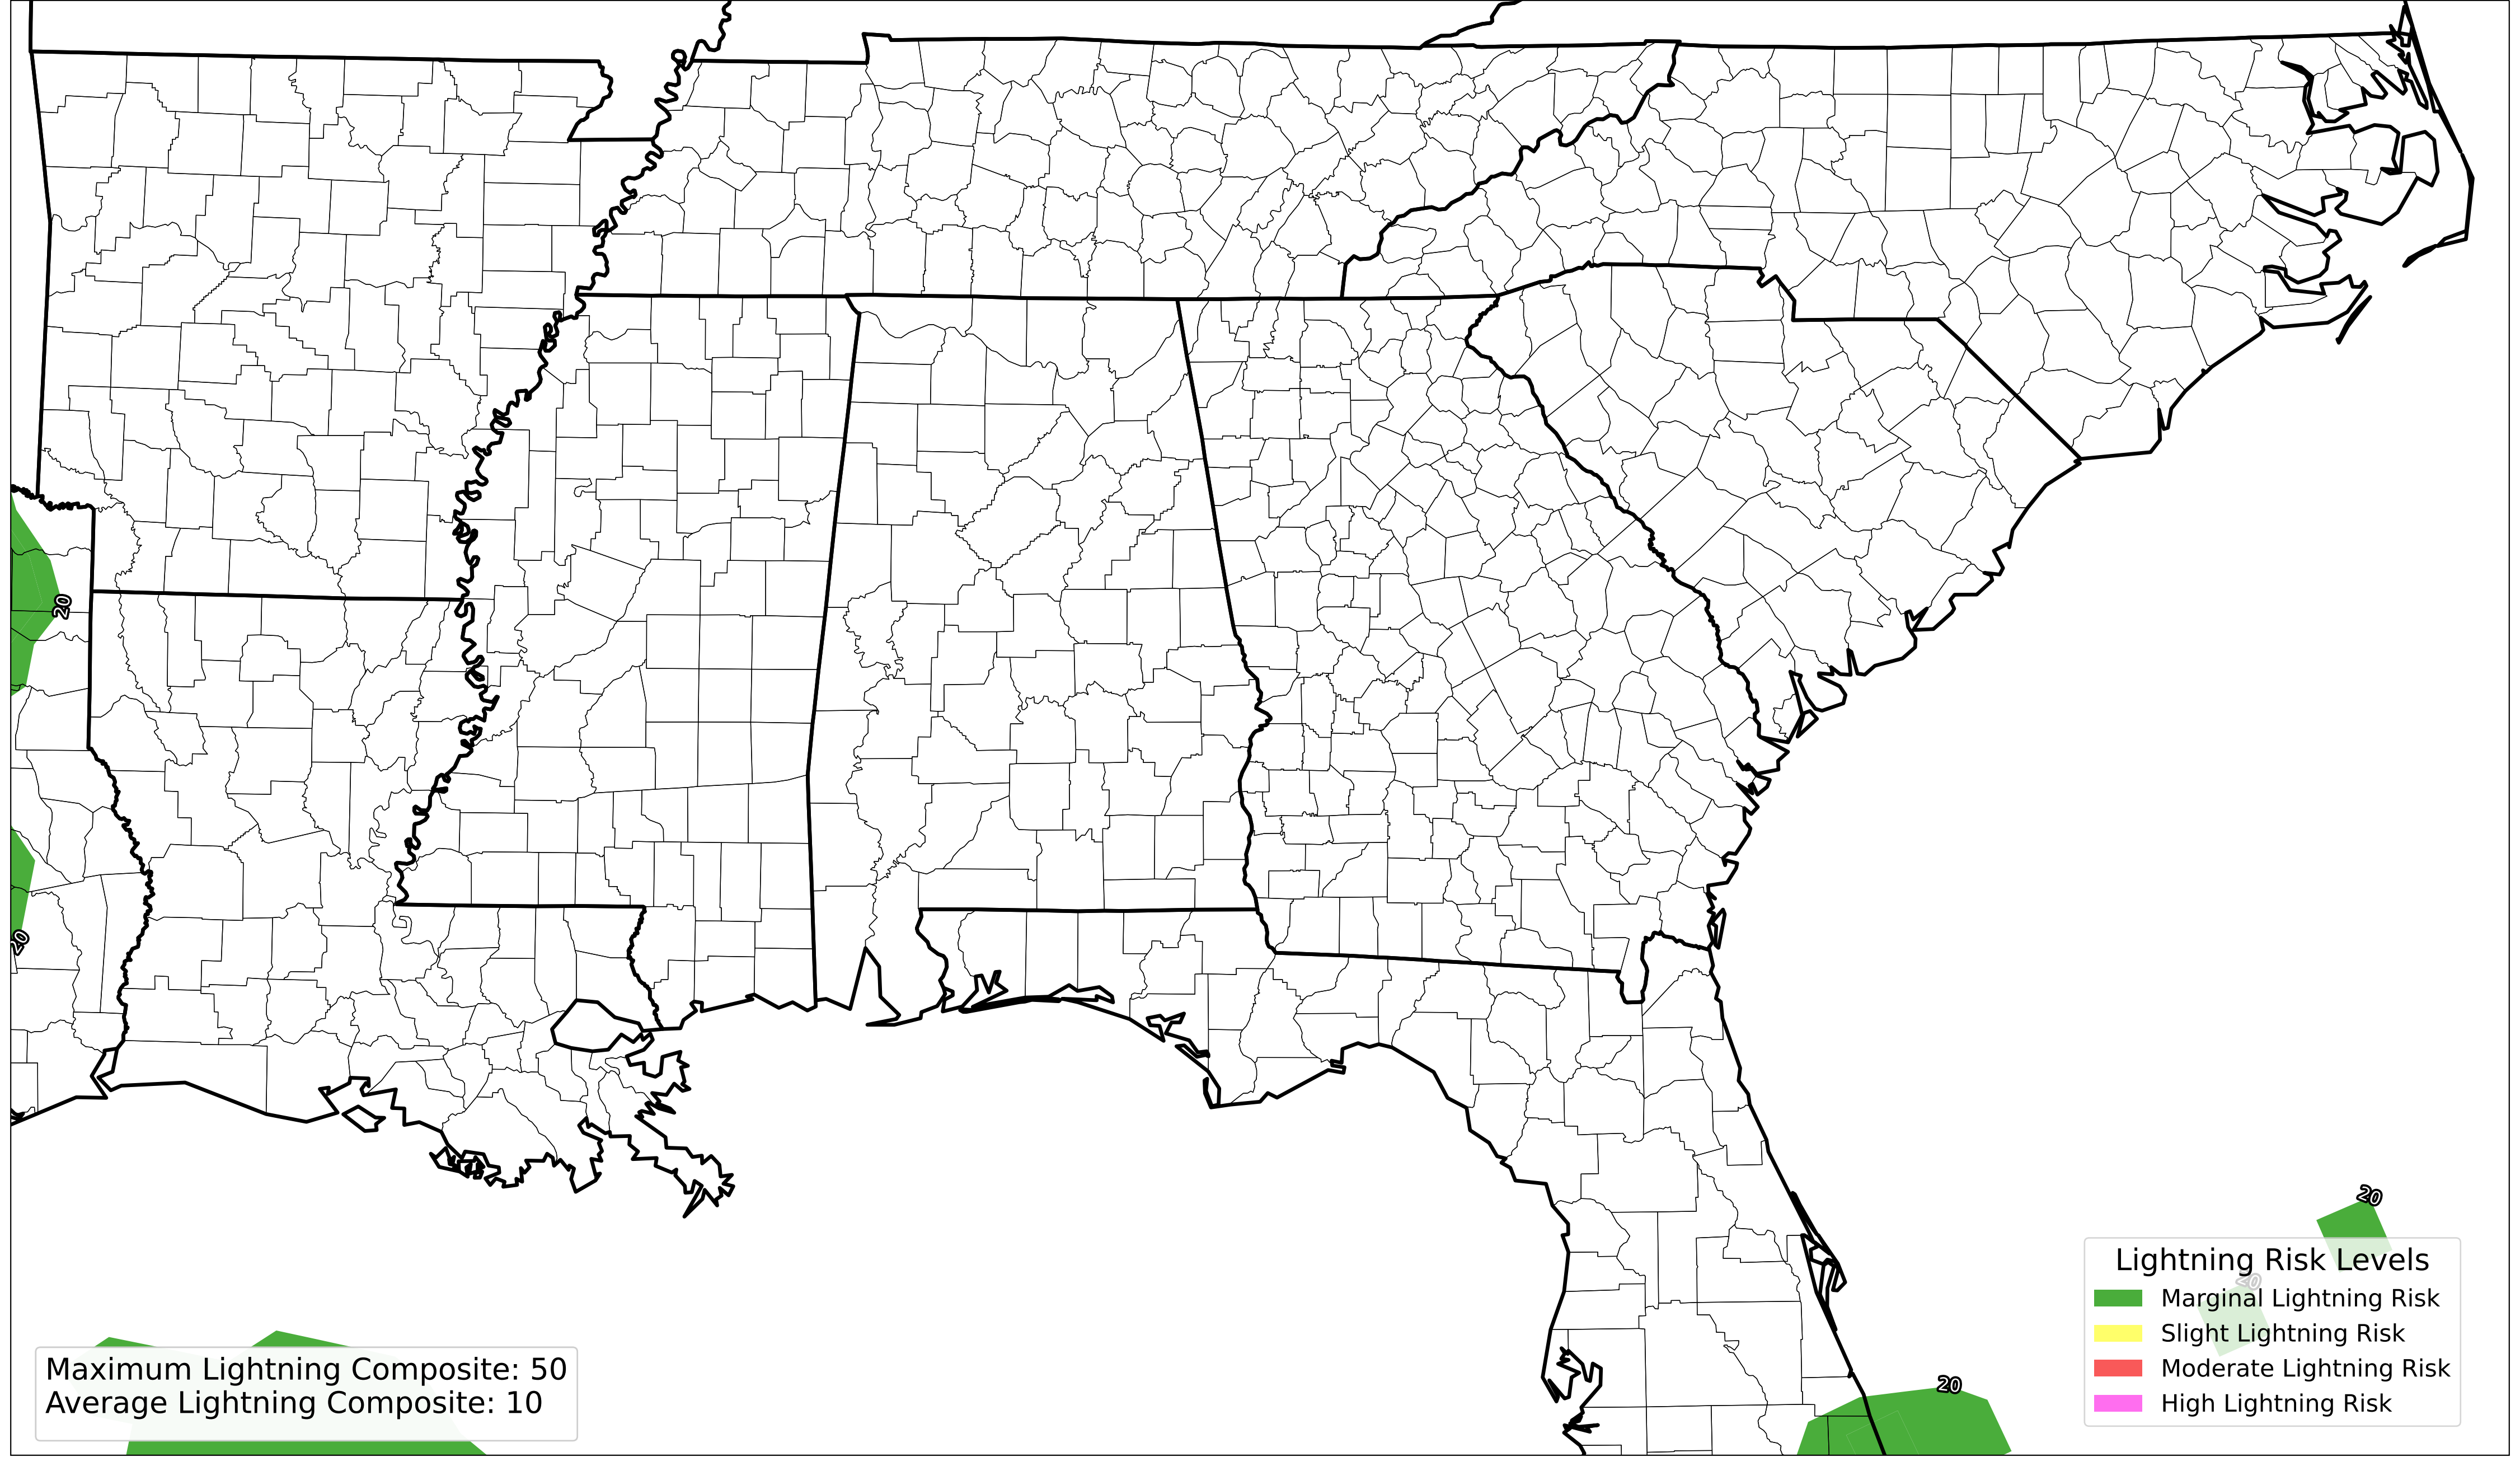 20
20
20
20
20
Lightning Risk Levels
Marginal Lightning Risk
Slight Lightning Risk
Moderate Lightning Risk
High Lightning Risk
Maximum Lightning Composite: 50
Average Lightning Composite: 10